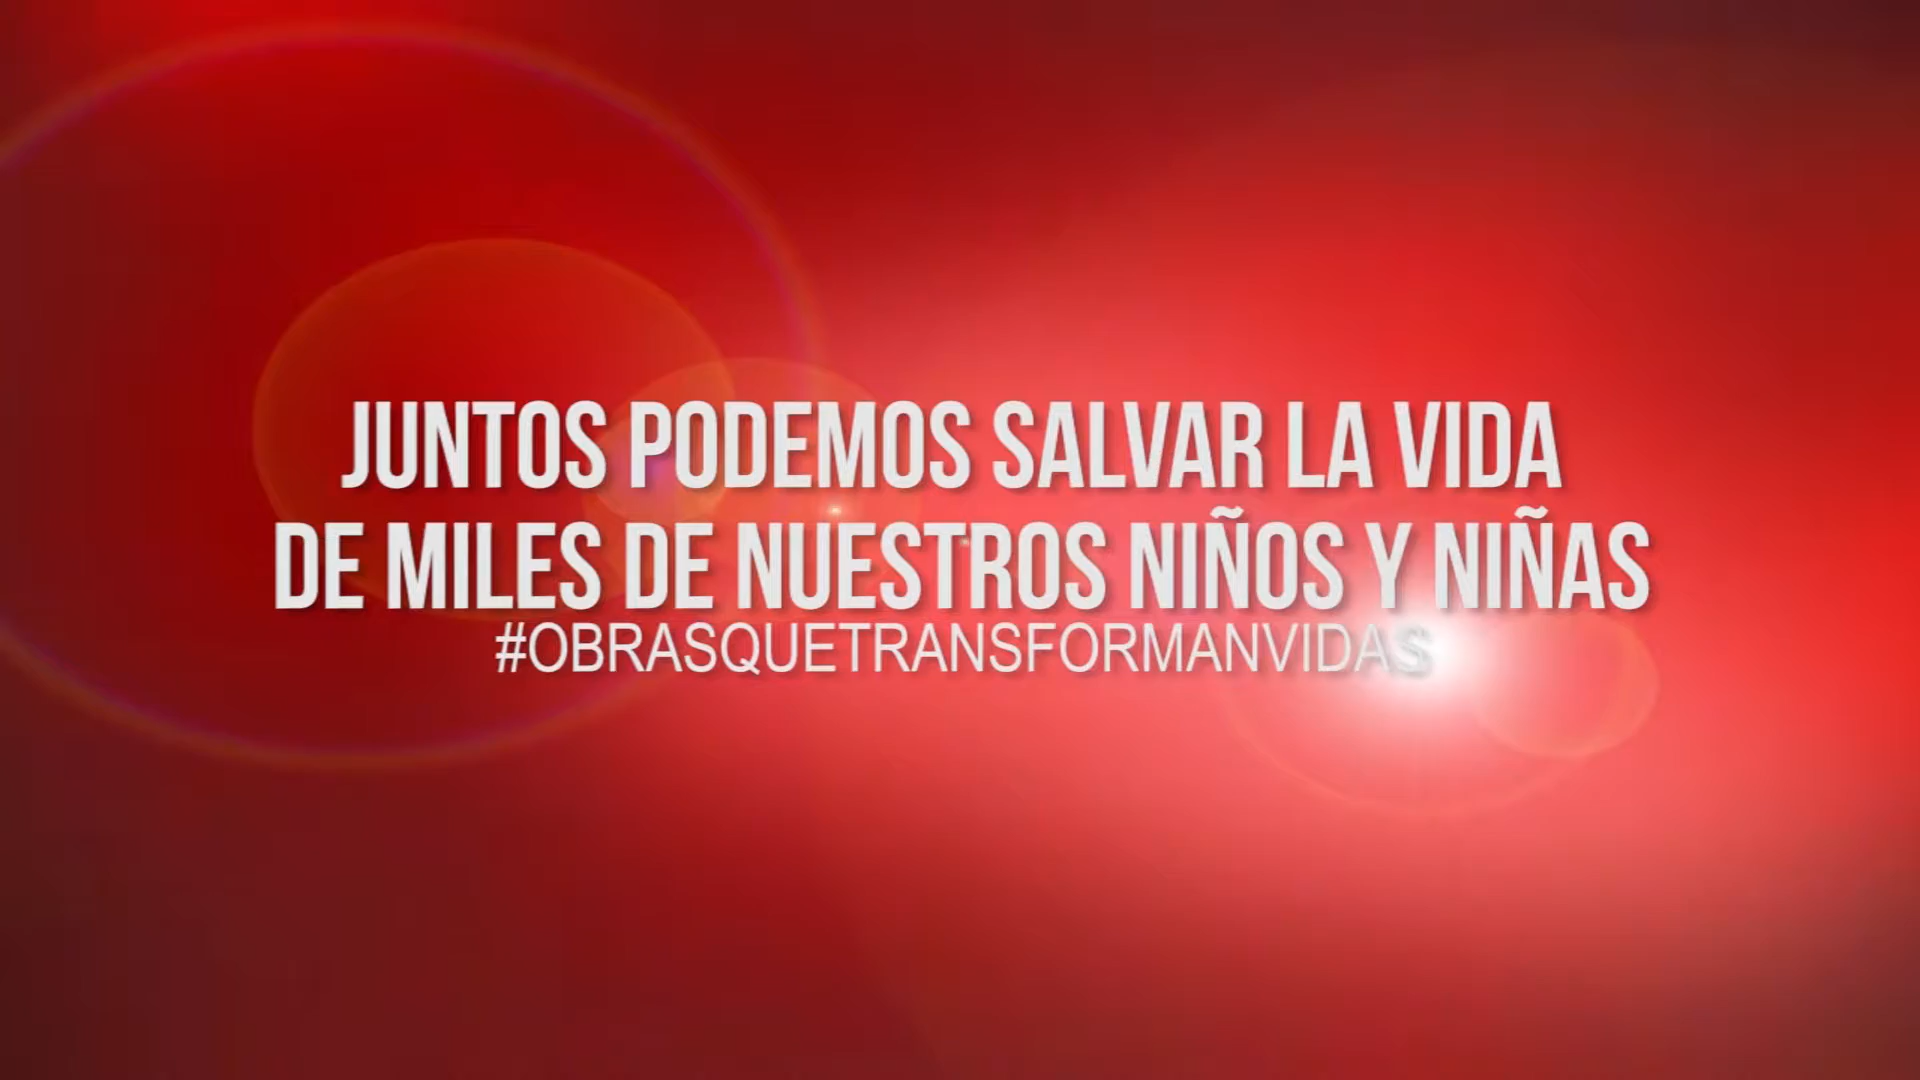 JUNTOS PODEMOS SALVAR LA VIDA
DE MILES DE NUESTROS NIÑOS Y NIÑAS
#OBRASQUETRANSFORMANVIDAS